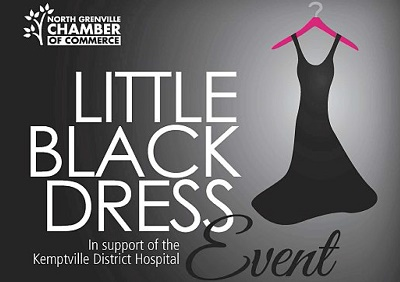 NORTH GRENVILLE
CHAMBER
OF COMMERCE
LITTLE
BLACK
DRESS
Event
In support of the
Kemptville District Hospital